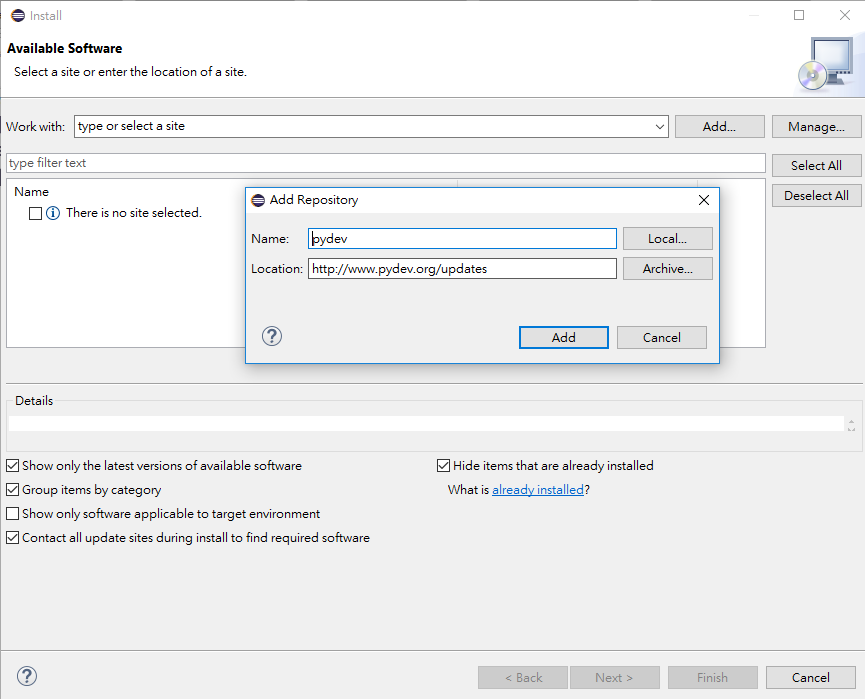 Install
Available Software
Select a site or enter the location of a site.
Work with: type or select a site Add... Manage...
type filter text Select All
Name Deselect All
There is no site selected.
Add Repository
Name: pydev Local...
Location: http://www.pydev.org/updates Archive...
Add Cancel
Details
Show only the latest versions of available software Hide items that are already installed
Group items by category What is already installed?
Show only software applicable to target environment
Contact all update sites during install to find required software
< Back Next > Finish Cancel